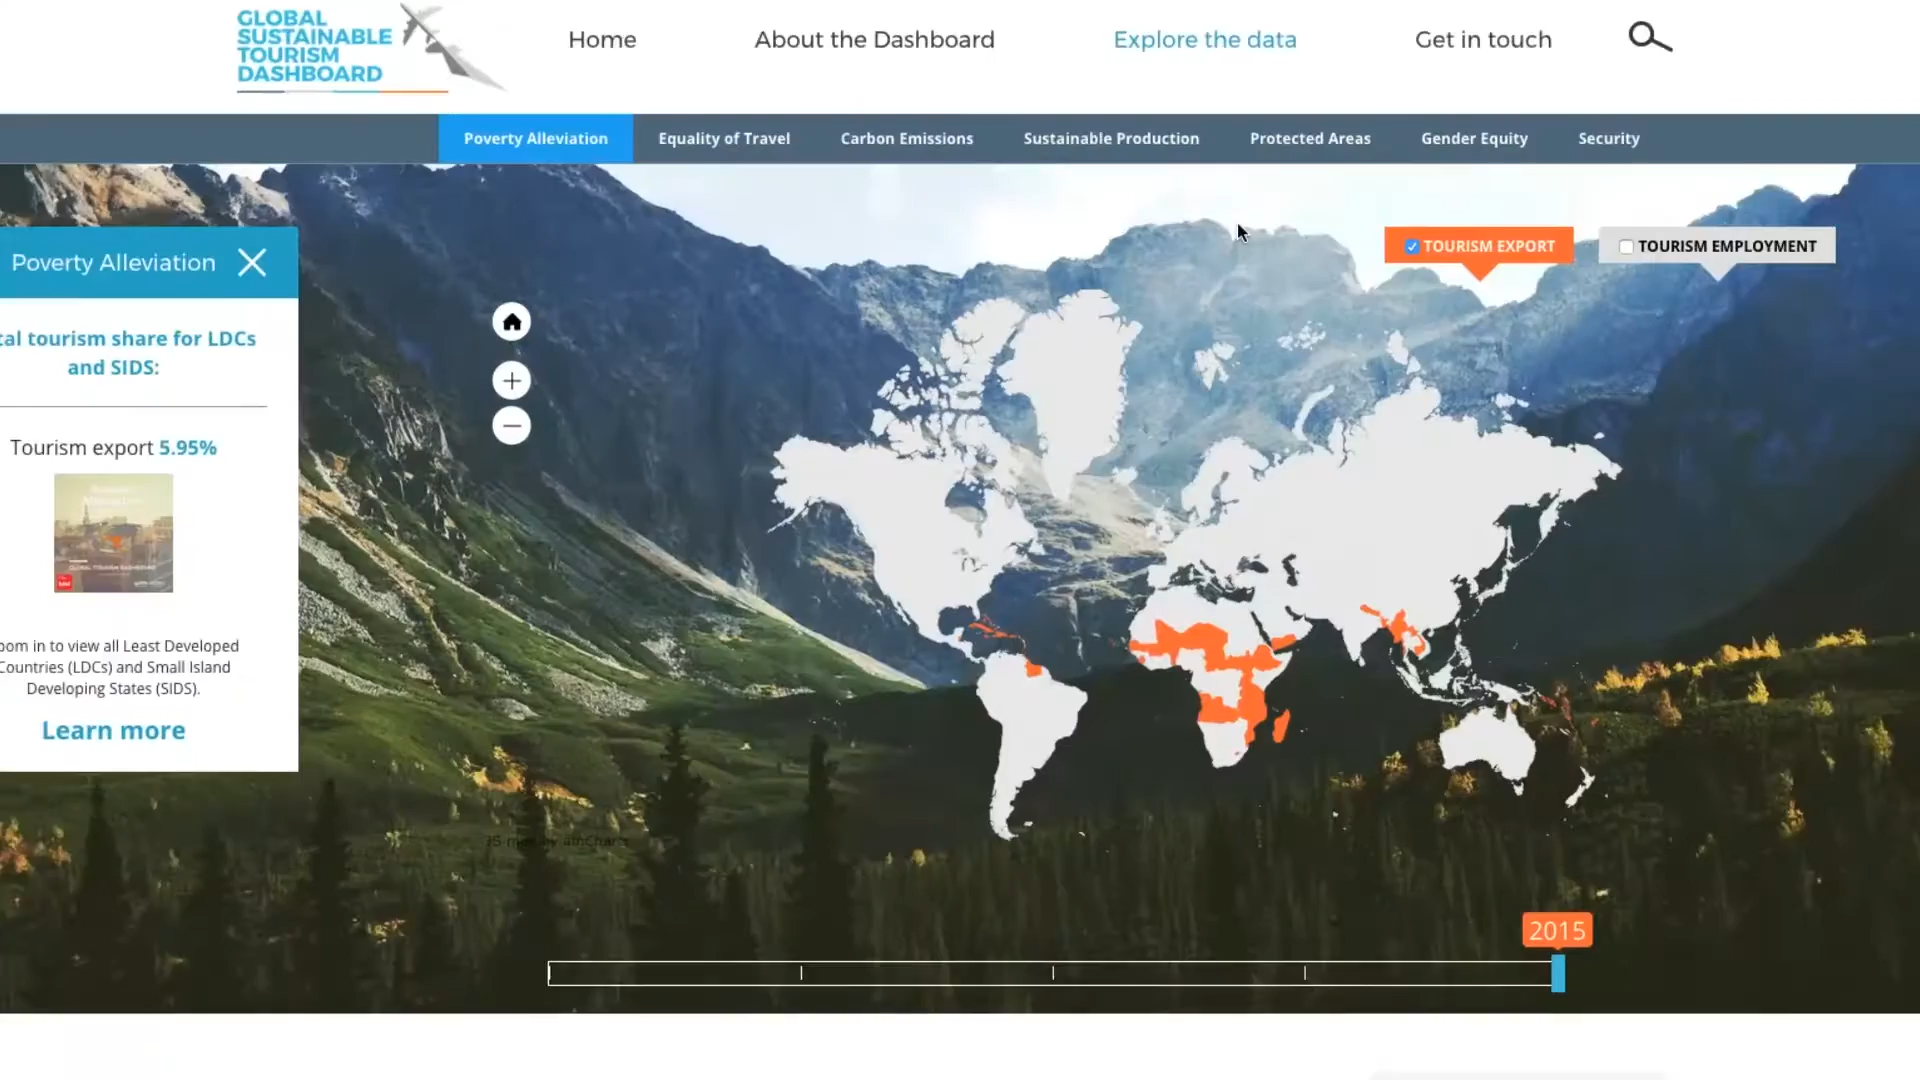 GLOBAL
SUSTAINABLE
TOURISM
DASHBOARD
Home
About the Dashboard
Explore the data
Get in touch
Poverty Alleviation
Equality of Travel
Carbon Emissions
Sustainable Production
Protected Areas
Gender Equity
Security
TOURISM EXPORT
TOURISM EMPLOYMENT
Poverty Alleviation
tal tourism share for LDCs
and SIDS:
Tourism export 5.95%
oom in to view all Least Developed
Countries (LDCs) and Small Island
Developing States (SIDS).
Learn more
2015